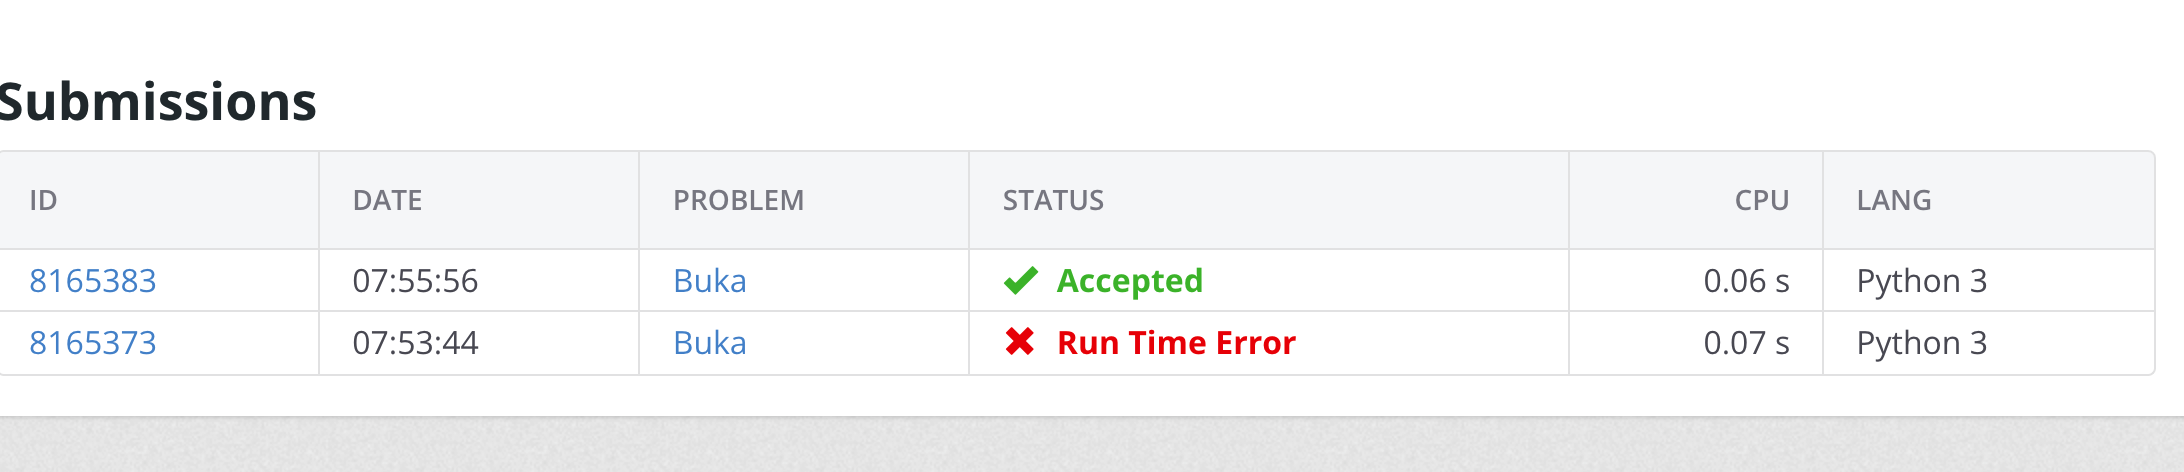 Submissions
ID DATE PROBLEM STATUS CPU LANG
8165383 07:55:56 Buka Accepted 0.06 s Python 3
8165373 07:53:44 Buka Run Time Error 0.07 s Python 3